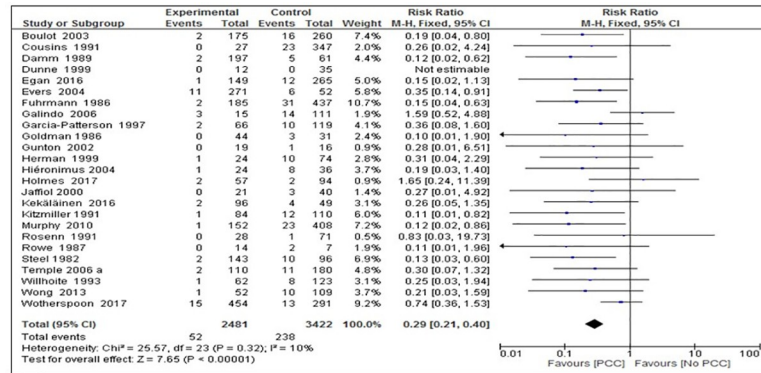 Experimental Control Risk Ratio Risk Ratio
Study or Subgroup Events Total Events Total Weight M-H, Fixed, 95% CI M-H, Fixed, 95% CI
Boulot 2003 2 175 16 260 7.4% 0.19 [0.04, 0.80]
Cousins 1991 0 27 23 347 1.2% 0.26 [0.02, 4.24]
Damm 1989 2 197 5 61 4.4% 0.12 [0.02, 0.62]
Dunne 1999 0 12 0 35 Not estimable
Egan 2016 1 149 12 265 5.0% 0.15 [0.02, 1.13]
Evers 2004 11 271 6 52 5.8% 0.35 [0.14, 0.91]
Fuhrmann 1986 2 185 31 437 10.7% 0.15 [0.04, 0.63]
Galindo 2006 3 15 14 111 1.9% 1.59 [0.52, 4.88]
Garcia-Patterson 1997 2 66 10 119 4.1% 0.36 [0.08, 1.60]
Goldman 1986 0 44 3 31 2.4% 0.10 [0.01, 1.90]
Gunton 2002 0 19 1 16 0.9% 0.28 [0.01, 6.51]
Herman 1999 1 24 10 74 2.8% 0.31 [0.04, 2.29]
Hiéronimus 2004 1 24 8 36 3.7% 0.19 [0.03, 1.40]
Holmes 2017 2 57 2 94 0.9% 1.65 [0.24, 11.39]
Jaffiol 2000 0 21 3 40 1.4% 0.27 [0.01, 4.92]
Kekäläinen 2016 2 96 4 49 3.0% 0.26 [0.05, 1.35]
Kitzmiller 1991 1 84 12 110 6.0% 0.11 [0.01, 0.82]
Murphy 2010 1 152 23 408 7.2% 0.12 [0.02, 0.86]
Rosenn 1991 0 28 1 71 0.5% 0.83 [0.03, 19.73]
Rowe 1987 0 14 2 7 1.9% 0.11 [0.01, 1.96]
Steel 1982 2 143 10 96 6.9% 0.13 [0.03, 0.60]
Temple 2006 a 2 110 11 180 4.8% 0.30 [0.07, 1.32]
Willhoite 1993 1 62 8 123 3.1% 0.25 [0.03, 1.94]
Wong 2013 1 52 10 109 3.7% 0.21 [0.03, 1.59]
Wotherspoon 2017 15 454 13 291 9.2% 0.74 [0.36, 1.53]
Total (95% CI) 2481 3422 100.0% 0.29 [0.21, 0.40]
Total events 52 238
Heterogeneity: Chi² = 25.57, df = 23 (P = 0.32); I² = 10%
Test for overall effect: Z = 7.65 (P < 0.00001)
0.01 0.1 1 10 100
Favours [PCC] Favours [No PCC]